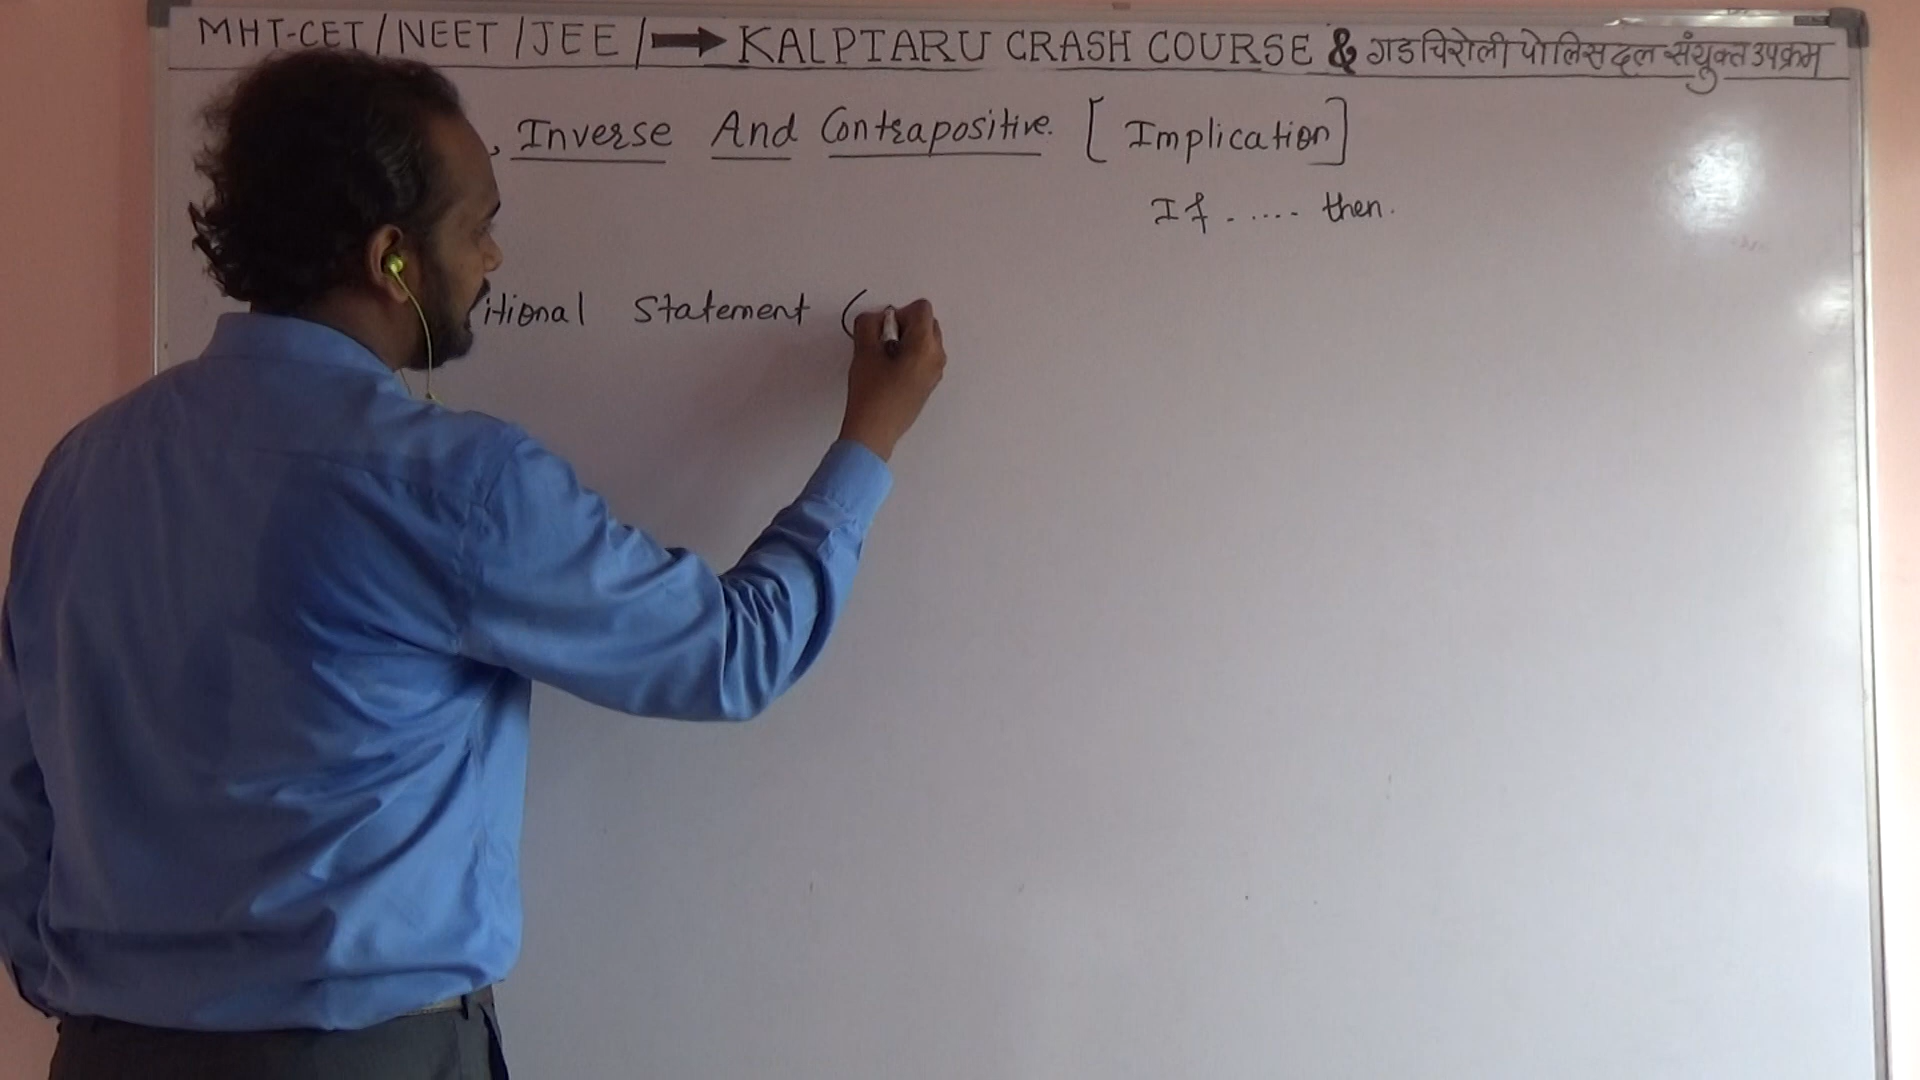 MHT-CET/NEET/JEE/→ KALPTARU CRASH COURSE & गडचिरोली पोलिस दल संयुक्त उपक्रम
, Inverse And Contrapositive. [Implication]
If ..... then.
itional Statement (